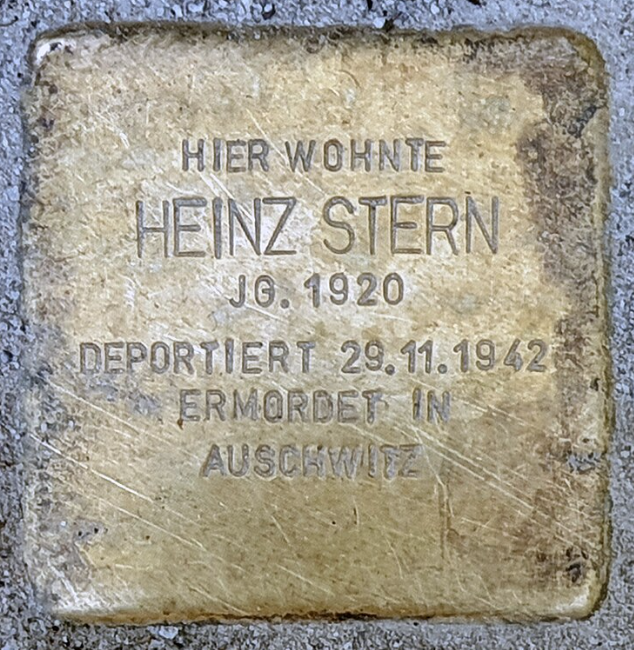 HIER WOHNTE
HEINZ STERN
JG. 1920
DEPORTIERT 29.11.1942
ERMORDET IN
AUSCHWITZ